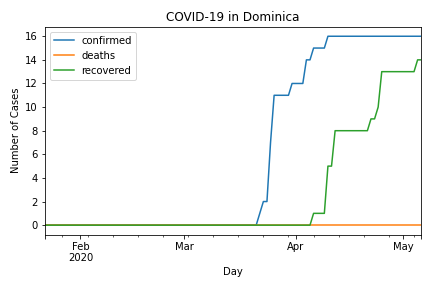 COVID-19 in Dominica
confirmed
deaths
recovered
Number of Cases
16
14
12
10
8
6
4
2
0
Feb
2020
Mar
Apr
May
Day